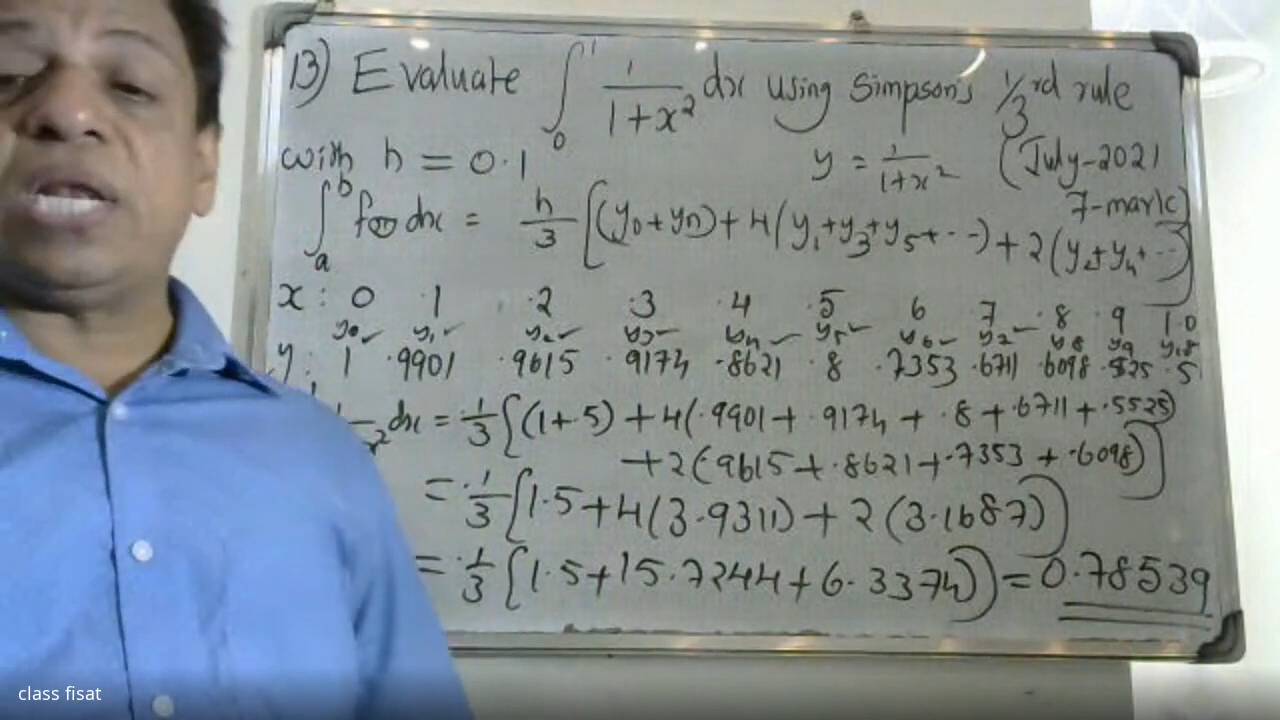 13) Evaluate ∫₀¹ 1/(1+x²) dx using Simpson's 1/3rd rule
with h = 0.1 y = 1/(1+x²) (July-2021
7-mark)
∫ₐᵇ f(x) dx = h/3 [(y₀+yn)+4(y₁+y₃+y₅+--)+2(y₂+y₄+--)]
x: 0 .1 .2 .3 .4 .5 6 7 .8 .9 1.0
y₀✓ y₁✓ y₂✓ y₃✓ y₄✓ y₅✓ y₆✓ y₇✓ y₈ y₉ y₁₀
y: 1 .9901 .9615 .9174 .8621 .8 .7353 .6711 .6098 .525 .5
x² dx = .1/3 [(1+.5) + 4(.9901 + .9174 + .8 + .6711 + .5525)
+2(.9615+.8621+.7353+.6098)]
= .1/3 [1.5+4(3.9311)+2(3.1687)]
= .1/3 [1.5+15.7244+6.3374)] = 0.78539
class fisat